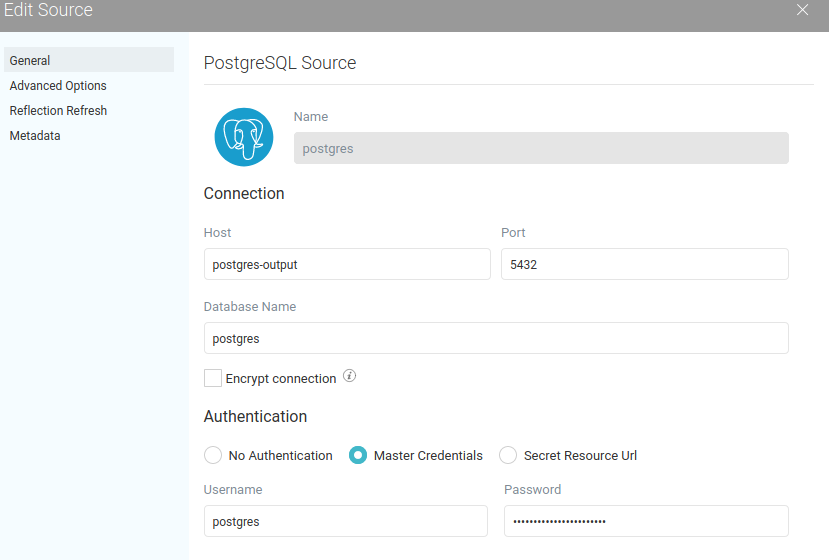 Edit Source
General
Advanced Options
Reflection Refresh
Metadata
PostgreSQL Source
Name
postgres
Connection
Host
Port
postgres-output
5432
Database Name
postgres
Encrypt connection
Authentication
No Authentication
Master Credentials
Secret Resource Url
Username
Password
postgres
•••••••••••••••••••••••